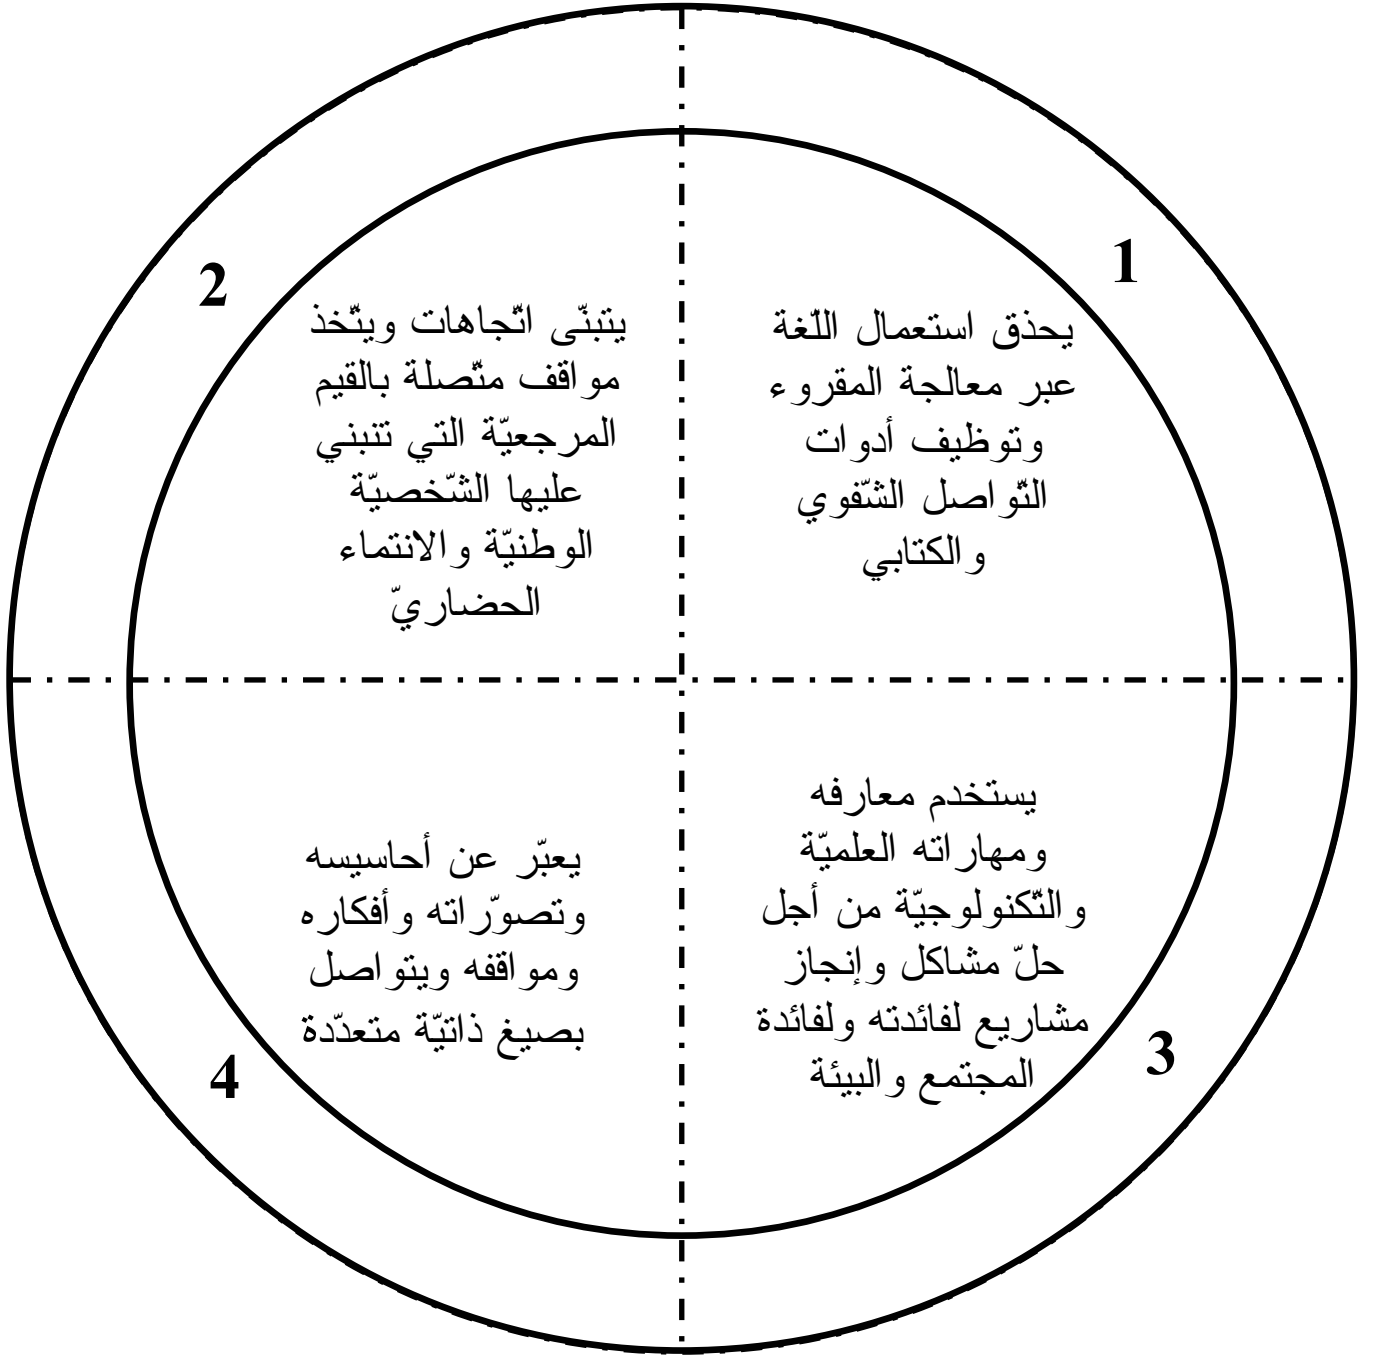 1
يحذق استعمال اللّغة
عبر معالجة المقروء
وتوظيف أدوات
التّواصل الشّفوي
والكتابي
2
يتبنّى اتّجاهات ويتّخذ
مواقف متّصلة بالقيم
المرجعيّة التي تنبني
عليها الشّخصيّة
الوطنيّة والانتماء
الحضاريّ
3
يستخدم معارفه
ومهاراته العلميّة
والتّكنولوجيّة من أجل
حلّ مشاكل وإنجاز
مشاريع لفائدته ولفائدة
المجتمع والبيئة
4
يعبّر عن أحاسيسه
وتصوّراته وأفكاره
ومواقفه ويتواصل
بصيغ ذاتيّة متعدّدة